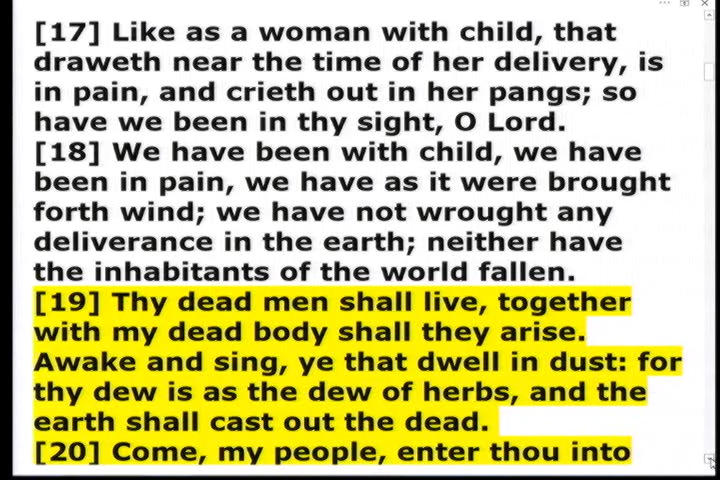 [17] Like as a woman with child, that
draweth near the time of her delivery, is
in pain, and crieth out in her pangs; so
have we been in thy sight, O Lord.
[18] We have been with child, we have
been in pain, we have as it were brought
forth wind; we have not wrought any
deliverance in the earth; neither have
the inhabitants of the world fallen.
[19] Thy dead men shall live, together
with my dead body shall they arise.
Awake and sing, ye that dwell in dust: for
thy dew is as the dew of herbs, and the
earth shall cast out the dead.
[20] Come, my people, enter thou into